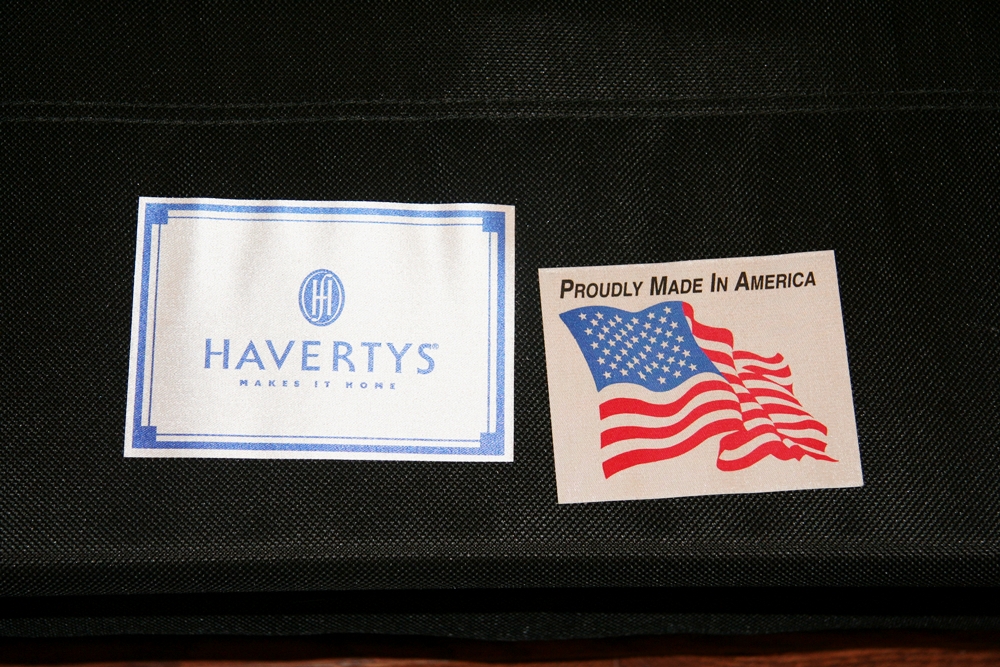 H
HAVERTYS®
MAKES IT HOME
PROUDLY MADE IN AMERICA